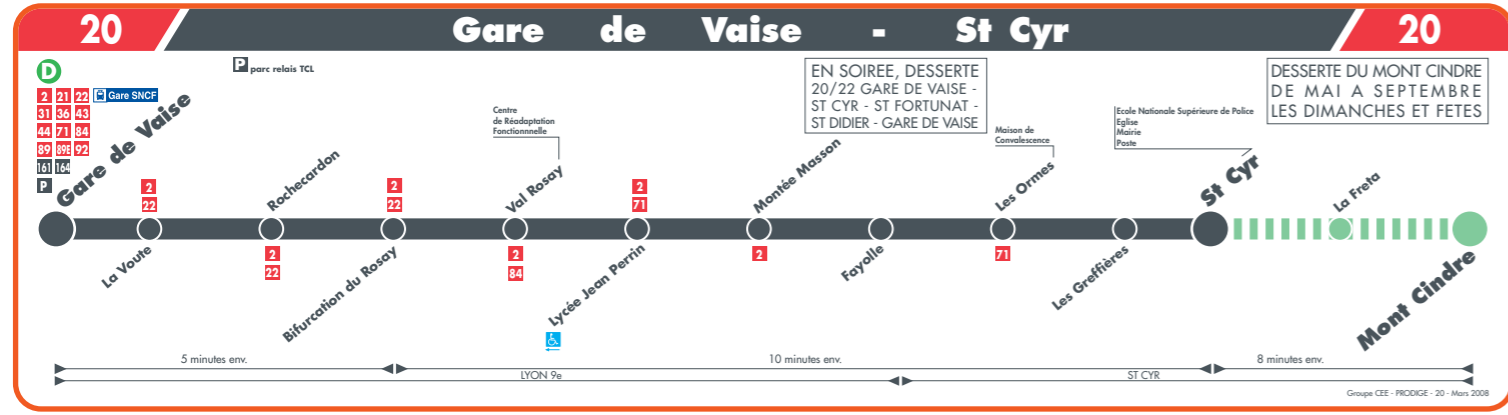 20
Gare de Vaise - St Cyr
20
D
2 21 22 Gare SNCF
31 36 43
44 71 84
89 89E 92
161 164
P
P parc relais TCL
EN SOIREE, DESSERTE
20/22 GARE DE VAISE -
ST CYR - ST FORTUNAT -
ST DIDIER - GARE DE VAISE
DESSERTE DU MONT CINDRE
DE MAI A SEPTEMBRE
LES DIMANCHES ET FETES
Centre
de Réadaptation
Fonctionnnelle
Maison de
Convalescence
Ecole Nationale Supérieure de Police
Eglise
Mairie
Poste
Gare de Vaise
2
22
La Voute
Rochecardon
2
22
2
22
Bifurcation du Rosay
Val Rosay
2
84
2
71
Lycée Jean Perrin
Montée Masson
2
Fayolle
Les Ormes
71
Les Greffières
St Cyr
La Freta
Mont Cindre
5 minutes env.
10 minutes env.
8 minutes env.
LYON 9e
ST CYR
Groupe CEE - PRODIGE - 20 - Mars 2008